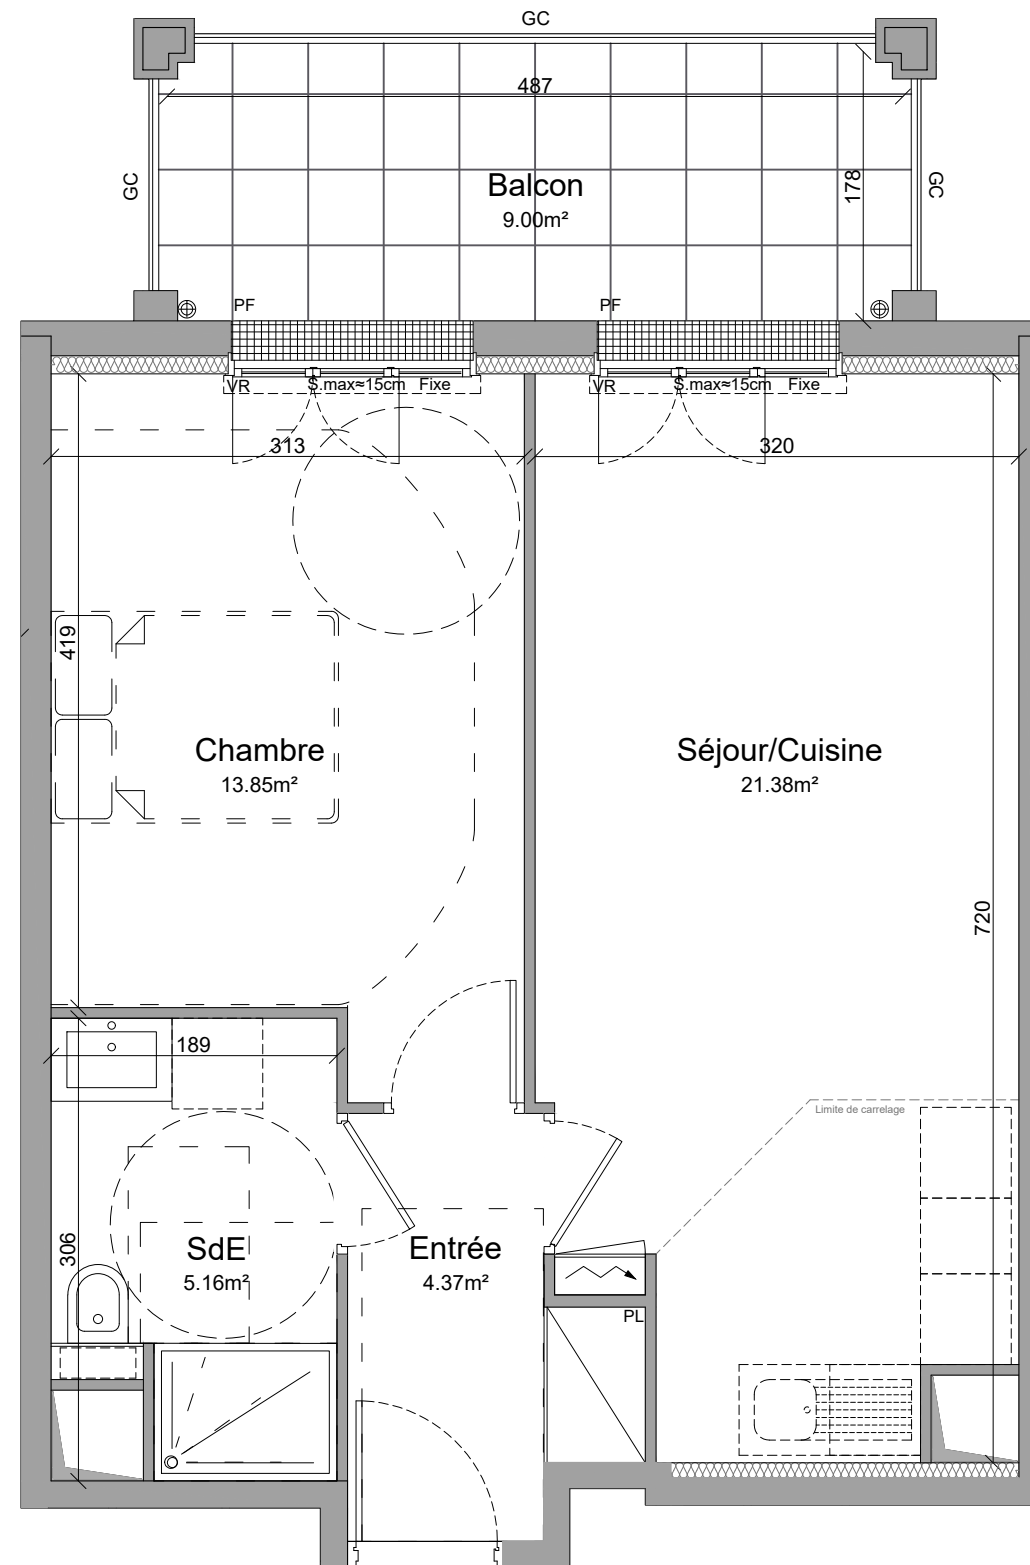 GC
487
GC
Balcon
9.00m²
178
GC
PF
PF
VR
S.max≈15cm
Fixe
VR
S.max≈15cm
Fixe
313
320
419
Chambre
13.85m²
Séjour/Cuisine
21.38m²
720
189
Limite de carrelage
306
SdE
5.16m²
Entrée
4.37m²
PL